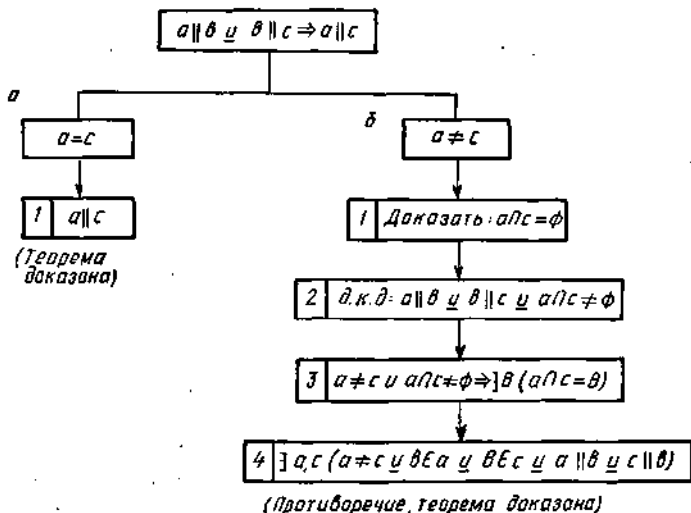 a∥в и в∥с⇒a∥с
а
a=c
1 a∥c
(Теорема доказана)
б
a≠c
1 Доказать: a∩c=ϕ
2 д.к.д: a∥в и в∥с и a∩c≠ϕ
3 a≠c и a∩c≠ϕ⇒]В(a∩c=В)
4 ∃ a,c (a≠c и В∈a и В∈c и a∥в и c∥в)
(Противоречие, теорема доказана)